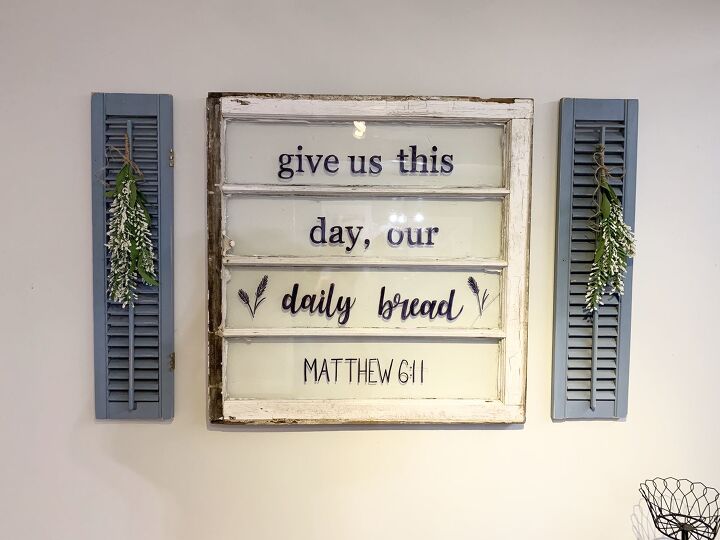 give us this
day, our
daily bread
MATTHEW 6:11